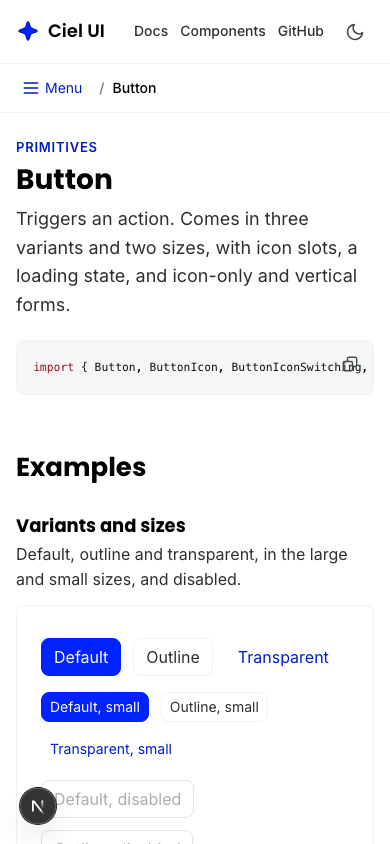 Ciel UI
Docs Components GitHub
Menu / Button
PRIMITIVES
Button
Triggers an action. Comes in three
variants and two sizes, with icon slots, a
loading state, and icon-only and vertical
forms.
import { Button, ButtonIcon, ButtonIconSwitching,
Examples
Variants and sizes
Default, outline and transparent, in the large
and small sizes, and disabled.
Default Outline Transparent
Default, small Outline, small
Transparent, small
N Default, disabled
Outline, disabled